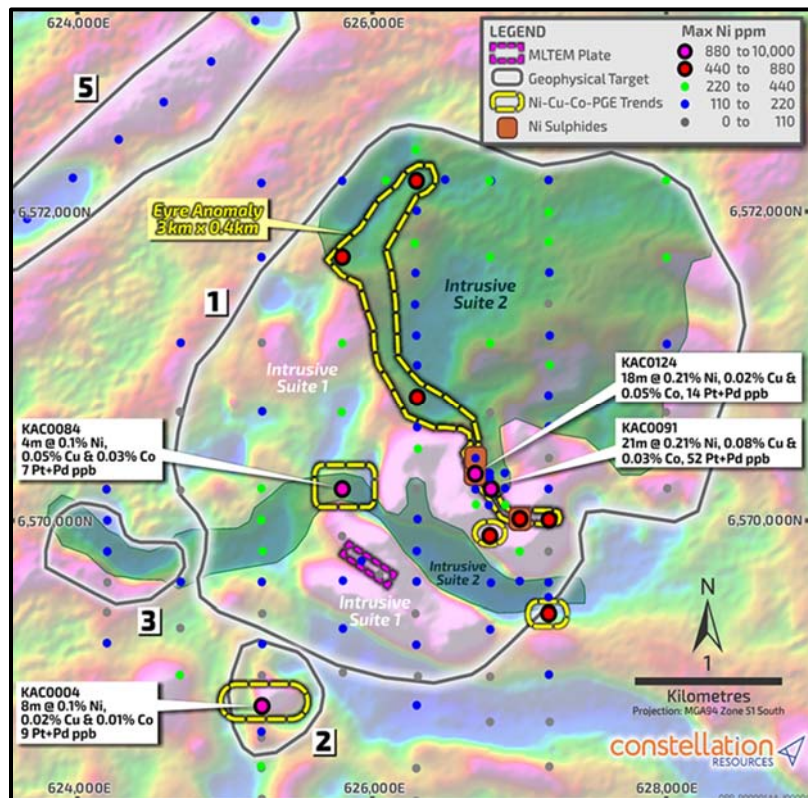 624,000E
626,000E
LEGEND
MLTEM Plate
Geophysical Target
Ni-Cu-Co-PGE Trends
Ni Sulphides
Max Ni ppm
880 to 10,000
440 to 880
220 to 440
110 to 220
0 to 110
5
6,572,000N
Eyre Anomaly
3km x 0.4km
1
Intrusive
Suite 2
Intrusive
Suite 1
KAC0124
18m @ 0.21% Ni, 0.02% Cu &
0.05% Co, 14 Pt+Pd ppb
KAC0091
21m @ 0.21% Ni, 0.08% Cu &
0.03% Co, 52 Pt+Pd ppb
KAC0084
4m @ 0.1% Ni,
0.05% Cu & 0.03% Co
7 Pt+Pd ppb
6,570,000N
6,570,000N
Intrusive
Suite 2
Intrusive
Suite 1
3
N
1
Kilometres
Projection: MGA94 Zone 51 South
KAC0004
8m @ 0.1% Ni,
0.02% Cu & 0.01% Co
9 Pt+Pd ppb
2
constellation
RESOURCES
624,000E
626,000E
628,000E